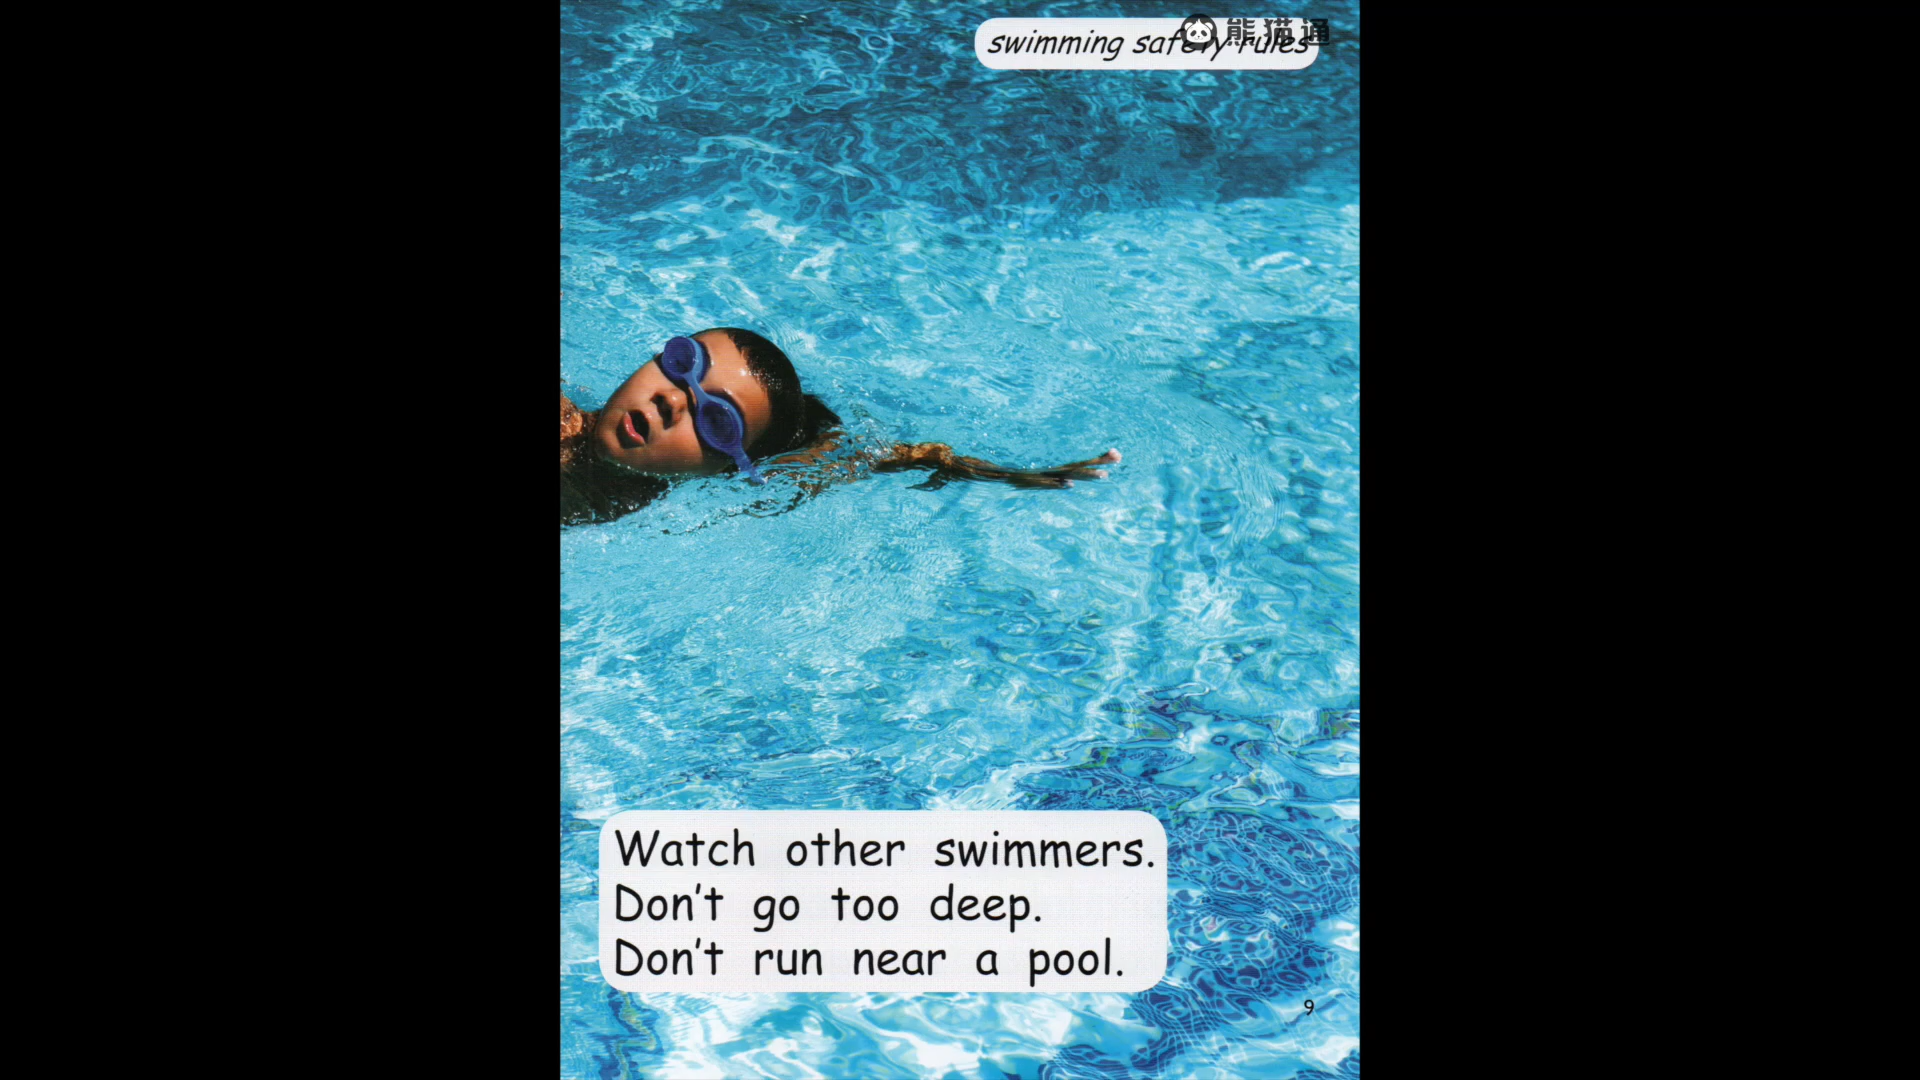 swimming safety rules
熊猫通
Watch other swimmers.
Don't go too deep.
Don't run near a pool.
9